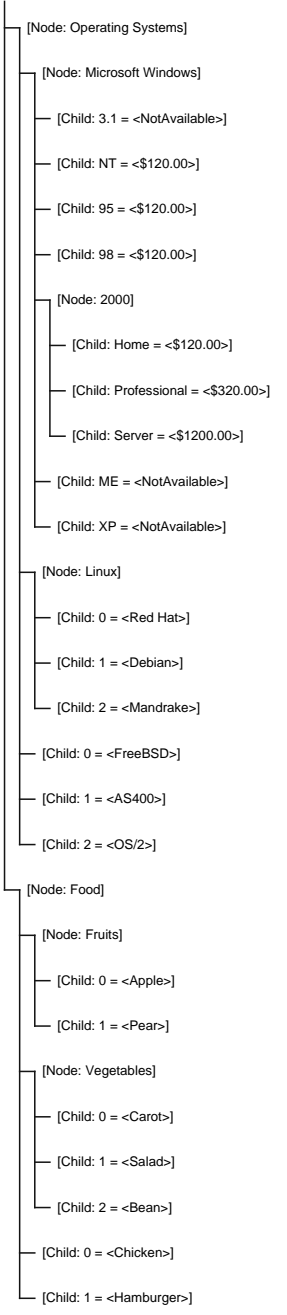 [Node: Operating Systems]
[Node: Microsoft Windows]
[Child: 3.1 = <NotAvailable>]
[Child: NT = <$120.00>]
[Child: 95 = <$120.00>]
[Child: 98 = <$120.00>]
[Node: 2000]
[Child: Home = <$120.00>]
[Child: Professional = <$320.00>]
[Child: Server = <$1200.00>]
[Child: ME = <NotAvailable>]
[Child: XP = <NotAvailable>]
[Node: Linux]
[Child: 0 = <Red Hat>]
[Child: 1 = <Debian>]
[Child: 2 = <Mandrake>]
[Child: 0 = <FreeBSD>]
[Child: 1 = <AS400>]
[Child: 2 = <OS/2>]
[Node: Food]
[Node: Fruits]
[Child: 0 = <Apple>]
[Child: 1 = <Pear>]
[Node: Vegetables]
[Child: 0 = <Carot>]
[Child: 1 = <Salad>]
[Child: 2 = <Bean>]
[Child: 0 = <Chicken>]
[Child: 1 = <Hamburger>]